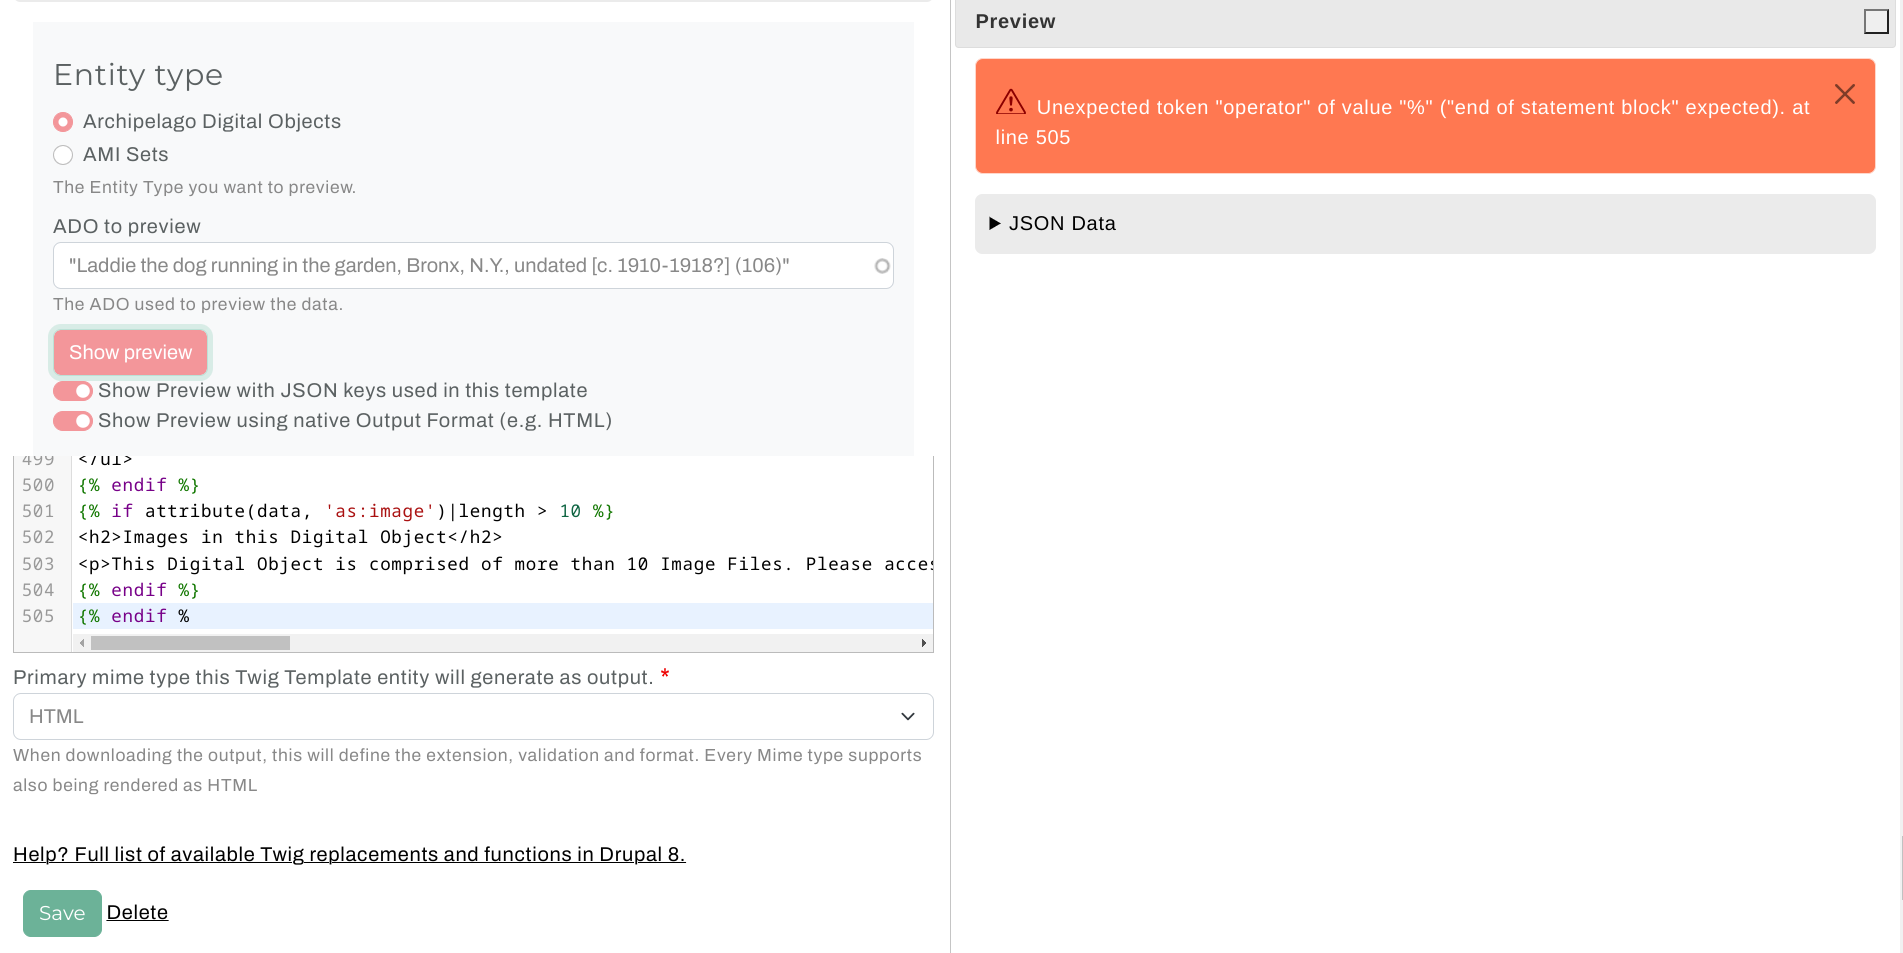 Entity type
Archipelago Digital Objects
AMI Sets
The Entity Type you want to preview.
ADO to preview
"Laddie the dog running in the garden, Bronx, N.Y., undated [c. 1910-1918?] (106)"
The ADO used to preview the data.
Show preview
Show Preview with JSON keys used in this template
Show Preview using native Output Format (e.g. HTML)
499 </ul>
500 {% endif %}
501 {% if attribute(data, 'as:image')|length > 10 %}
502 <h2>Images in this Digital Object</h2>
503 <p>This Digital Object is comprised of more than 10 Image Files. Please acces
504 {% endif %}
505 {% endif %
Primary mime type this Twig Template entity will generate as output. *
HTML
When downloading the output, this will define the extension, validation and format. Every Mime type supports
also being rendered as HTML
Help? Full list of available Twig replacements and functions in Drupal 8.
Save Delete
Preview
Unexpected token "operator" of value "%" ("end of statement block" expected). at
line 505
JSON Data